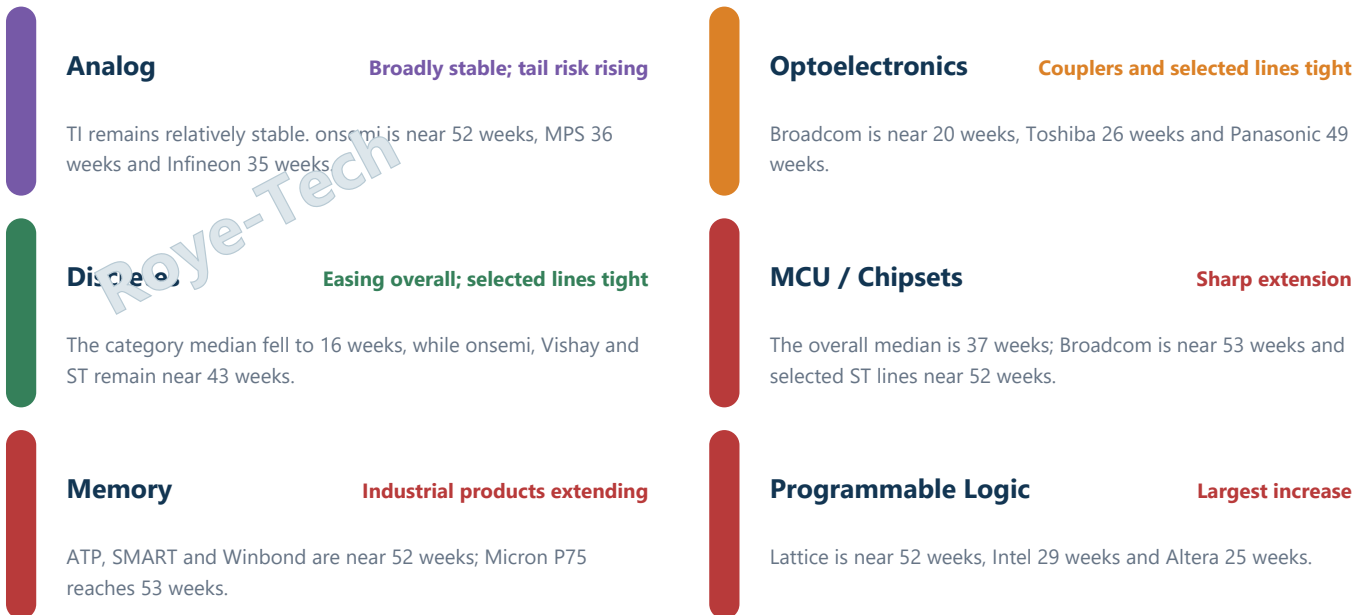 Analog
Broadly stable; tail risk rising
TI remains relatively stable. onsemi is near 52 weeks, MPS 36
weeks and Infineon 35 weeks.
Optoelectronics
Couplers and selected lines tight
Broadcom is near 20 weeks, Toshiba 26 weeks and Panasonic 49
weeks.
Roye-Tech
Discretes
Easing overall; selected lines tight
The category median fell to 16 weeks, while onsemi, Vishay and
ST remain near 43 weeks.
MCU / Chipsets
Sharp extension
The overall median is 37 weeks; Broadcom is near 53 weeks and
selected ST lines near 52 weeks.
Memory
Industrial products extending
ATP, SMART and Winbond are near 52 weeks; Micron P75
reaches 53 weeks.
Programmable Logic
Largest increase
Lattice is near 52 weeks, Intel 29 weeks and Altera 25 weeks.